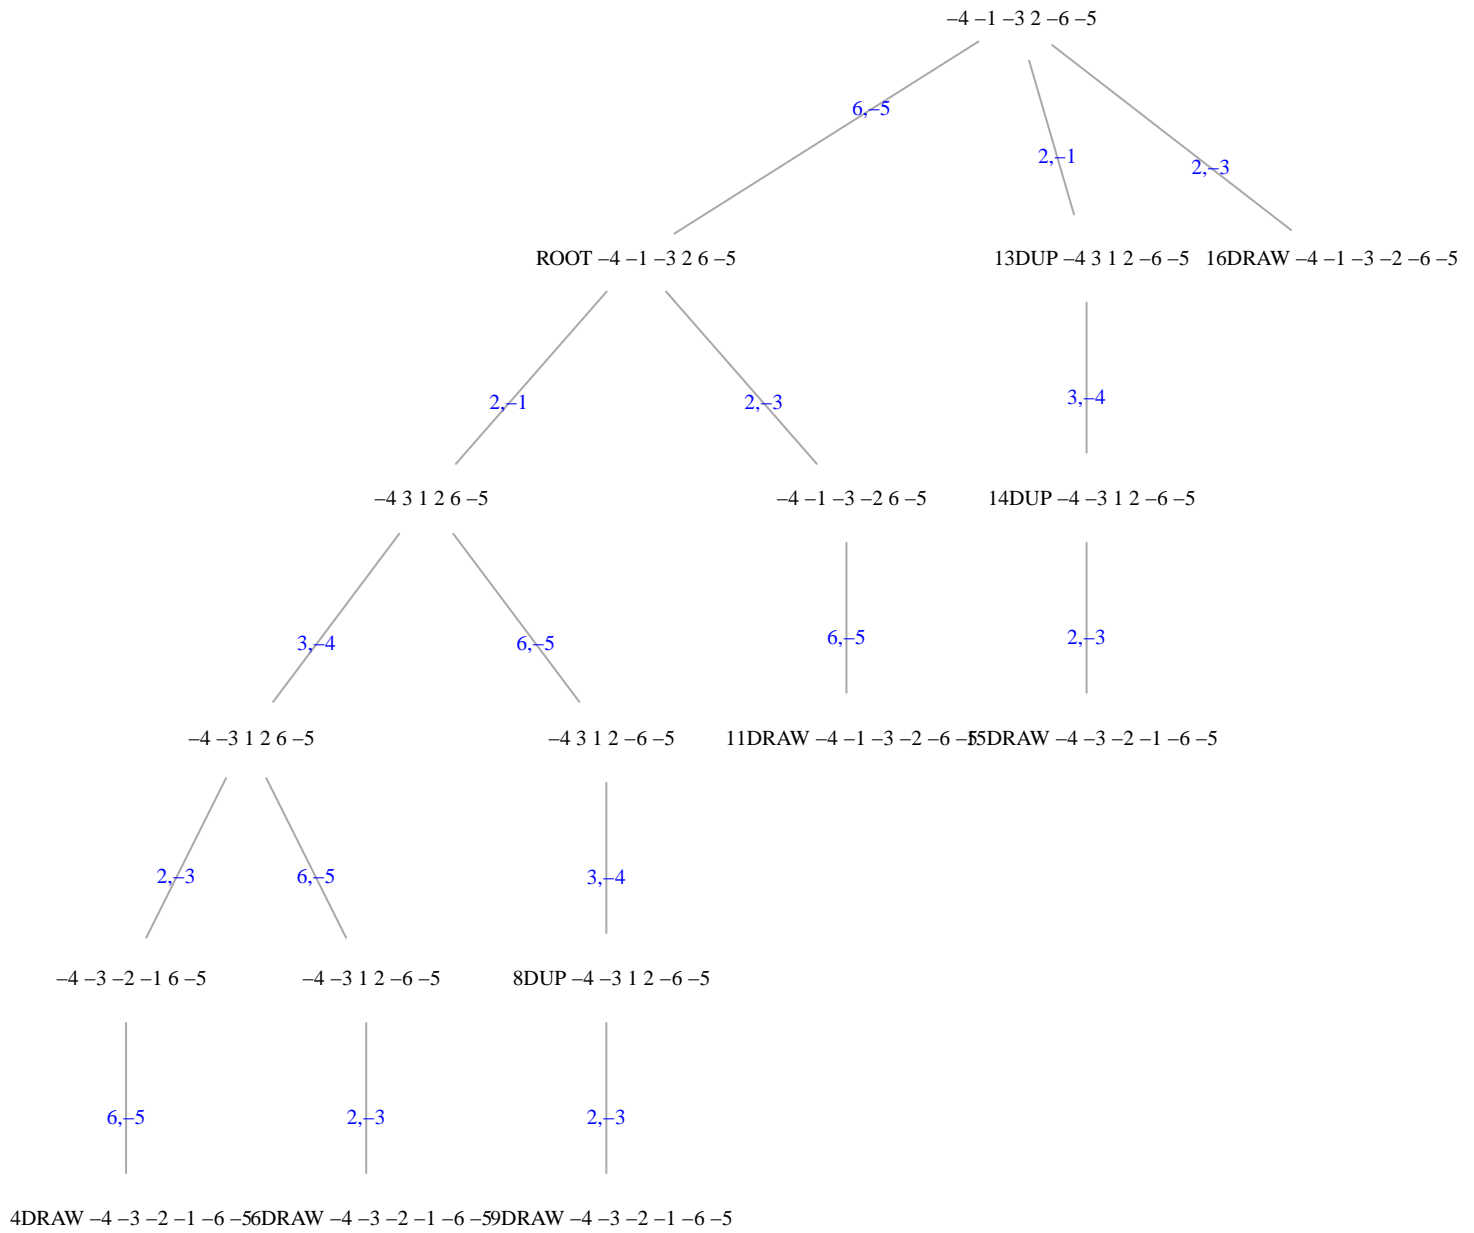 −4 −1 −3 2 −6 −5
6,−5
2,−1
2,−3
ROOT −4 −1 −3 2 6 −5
13DUP −4 3 1 2 −6 −5
16DRAW −4 −1 −3 −2 −6 −5
2,−1
2,−3
3,−4
−4 3 1 2 6 −5
−4 −1 −3 −2 6 −5
14DUP −4 −3 1 2 −6 −5
3,−4
6,−5
6,−5
2,−3
−4 −3 1 2 6 −5
−4 3 1 2 −6 −5
11DRAW −4 −1 −3 −2 −6 −5
15DRAW −4 −3 −2 −1 −6 −5
2,−3
6,−5
3,−4
−4 −3 −2 −1 6 −5
−4 −3 1 2 −6 −5
8DUP −4 −3 1 2 −6 −5
6,−5
2,−3
2,−3
4DRAW −4 −3 −2 −1 −6 −5
6DRAW −4 −3 −2 −1 −6 −5
9DRAW −4 −3 −2 −1 −6 −5